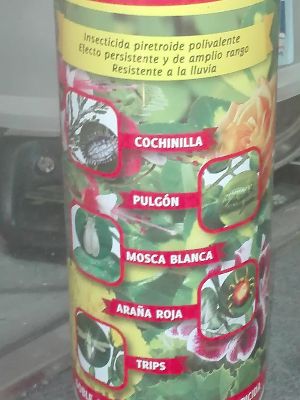 Insecticida piretroide polivalente
Efecto persistente y de amplio rango
Resistente a la lluvia
COCHINILLA
PULGÓN
MOSCA BLANCA
ARAÑA ROJA
TRIPS